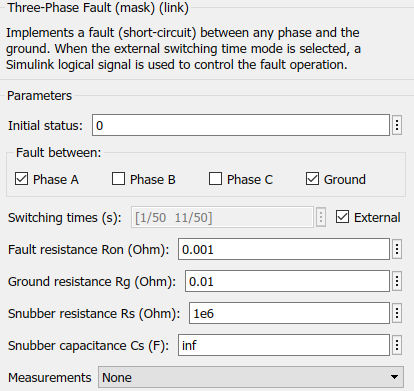 Three-Phase Fault (mask) (link)
Implements a fault (short-circuit) between any phase and the
ground. When the external switching time mode is selected, a
Simulink logical signal is used to control the fault operation.
Parameters
Initial status: 0
Fault between:
Phase A Phase B Phase C Ground
Switching times (s): [1/50 11/50] External
Fault resistance Ron (Ohm): 0.001
Ground resistance Rg (Ohm): 0.01
Snubber resistance Rs (Ohm): 1e6
Snubber capacitance Cs (F): inf
Measurements None